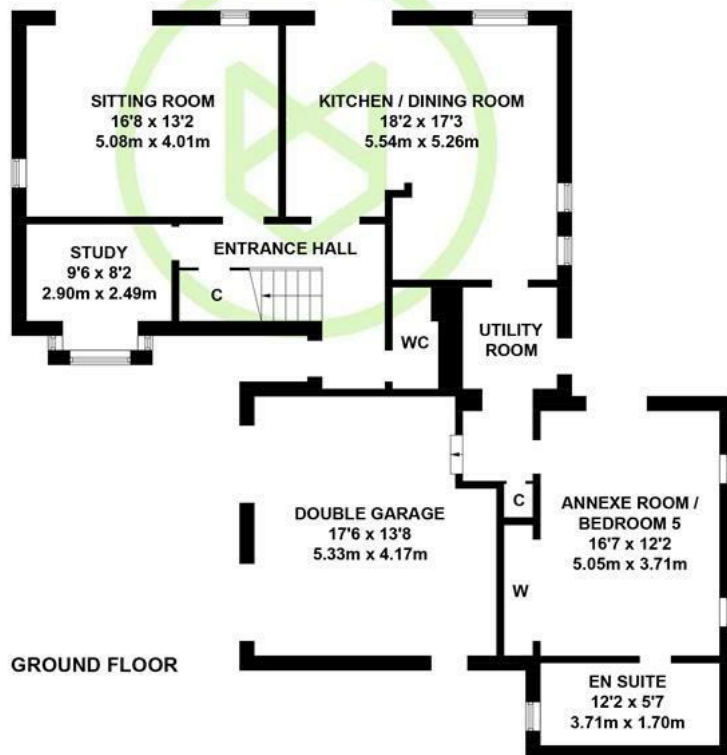 SITTING ROOM
16'8 x 13'2
5.08m x 4.01m
KITCHEN / DINING ROOM
18'2 x 17'3
5.54m x 5.26m
STUDY
9'6 x 8'2
2.90m x 2.49m
ENTRANCE HALL
C
WC
UTILITY
ROOM
DOUBLE GARAGE
17'6 x 13'8
5.33m x 4.17m
C
W
ANNEXE ROOM /
BEDROOM 5
16'7 x 12'2
5.05m x 3.71m
GROUND FLOOR
EN SUITE
12'2 x 5'7
3.71m x 1.70m